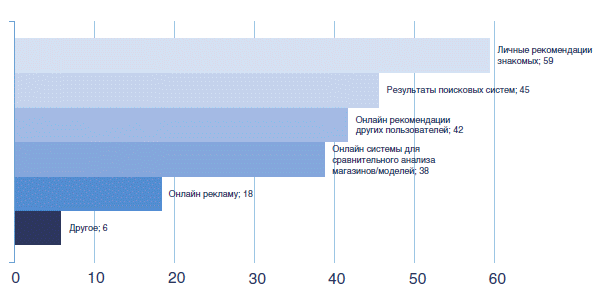 Личные рекомендации
знакомых; 59
Результаты поисковых систем; 45
Онлайн рекомендации
других пользователей; 42
Онлайн системы для
сравнительного анализа
магазинов/моделей; 38
Онлайн рекламу; 18
Другое; 6
0 10 20 30 40 50 60